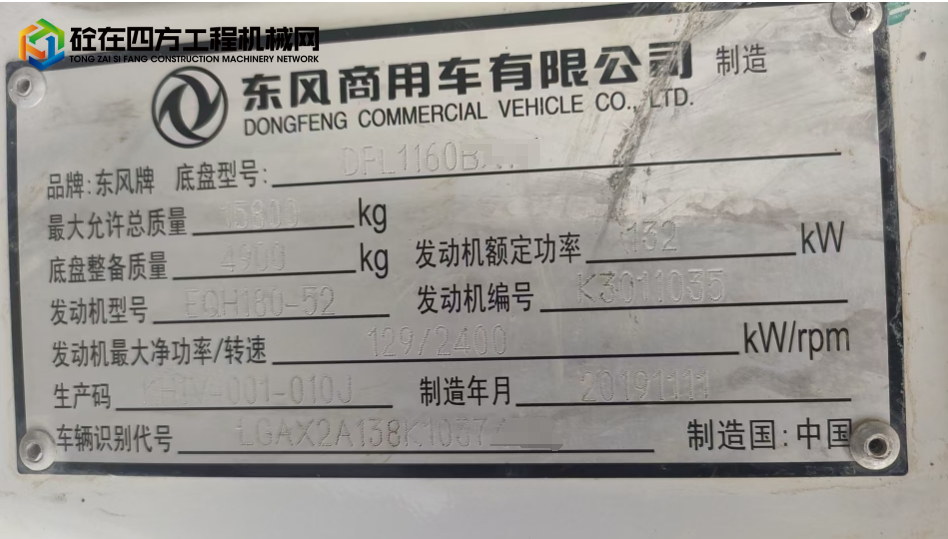 砼在四方工程机械网
TONG ZAI SI FANG CONSTRUCTION MACHINERY NETWORK
东风商用车有限公司 制造
DONGFENG COMMERCIAL VEHICLE CO., LTD.
品牌:东风牌 底盘型号: DFL1160B
最大允许总质量 15800 kg
底盘整备质量 4900 kg 发动机额定功率 132 kW
发动机型号 EQH180-52 发动机编号 K3011035
发动机最大净功率/转速 129/2400 kW/rpm
生产码 -001-010J 制造年月 20191111
车辆识别代号 LGAX2A138K1037 制造国:中国